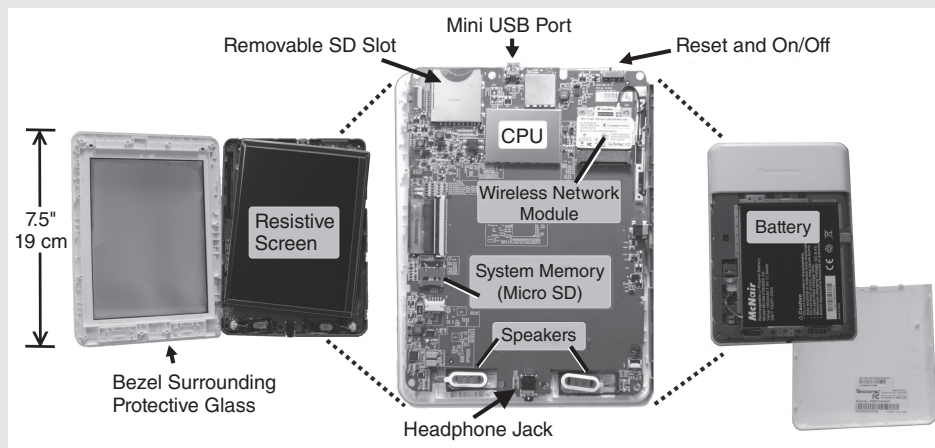 Mini USB Port
Removable SD Slot
Reset and On/Off
CPU
7.5"
19 cm
Resistive
Screen
Wireless Network
Module
Battery
System Memory
(Micro SD)
McNair
Speakers
Bezel Surrounding
Protective Glass
Headphone Jack